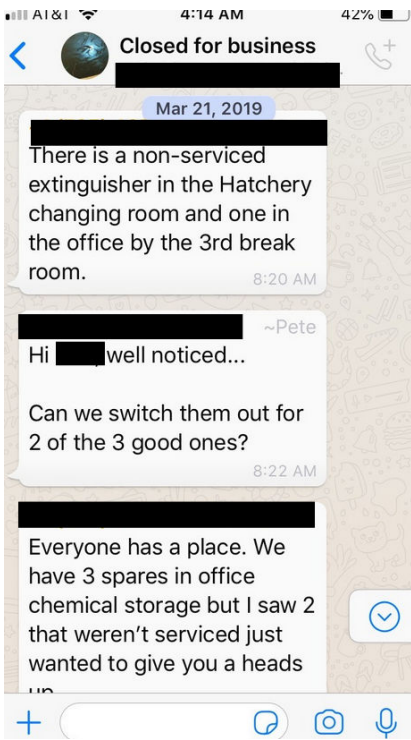 AT&T
4:14 AM
42%
Closed for business
Mar 21, 2019
There is a non-serviced
extinguisher in the Hatchery
changing room and one in
the office by the 3rd break
room.
8:20 AM
~Pete
Hi well noticed...
Can we switch them out for
2 of the 3 good ones?
8:22 AM
Everyone has a place. We
have 3 spares in office
chemical storage but I saw 2
that weren't serviced just
wanted to give you a heads
up